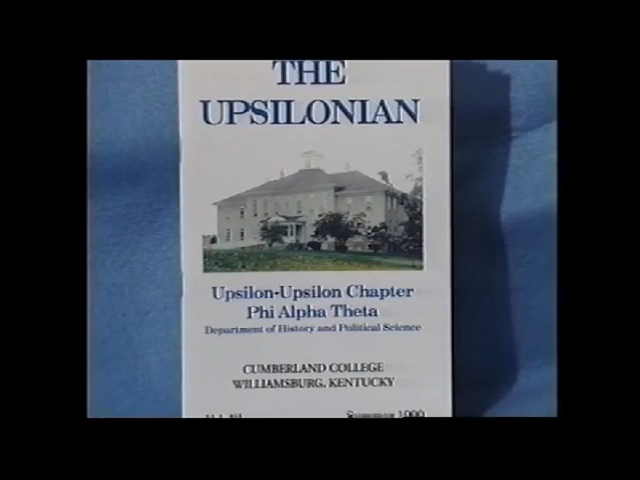 THE
UPSILONIAN
Upsilon-Upsilon Chapter
Phi Alpha Theta
Department of History and Political Science
CUMBERLAND COLLEGE
WILLIAMSBURG, KENTUCKY